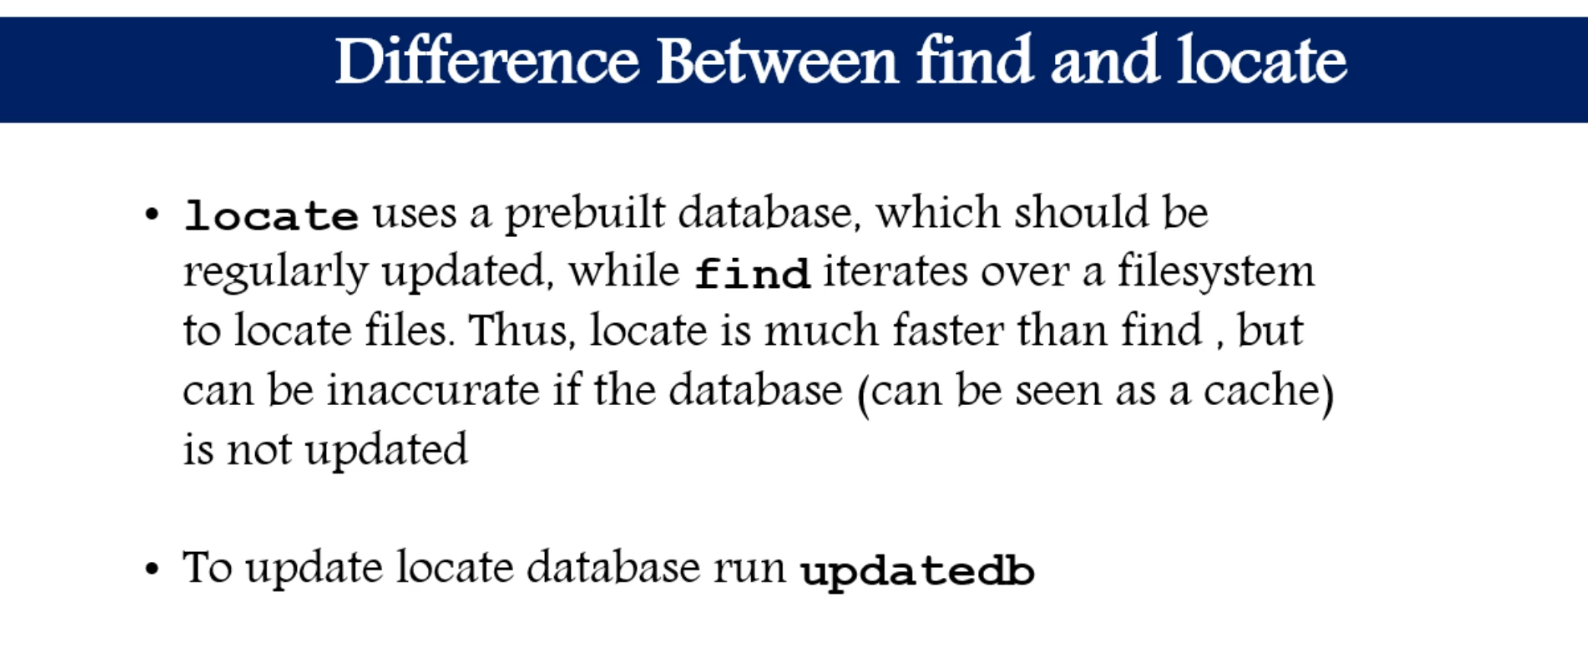 Difference Between find and locate
• locate uses a prebuilt database, which should be
regularly updated, while find iterates over a filesystem
to locate files. Thus, locate is much faster than find , but
can be inaccurate if the database (can be seen as a cache)
is not updated
• To update locate database run updatedb